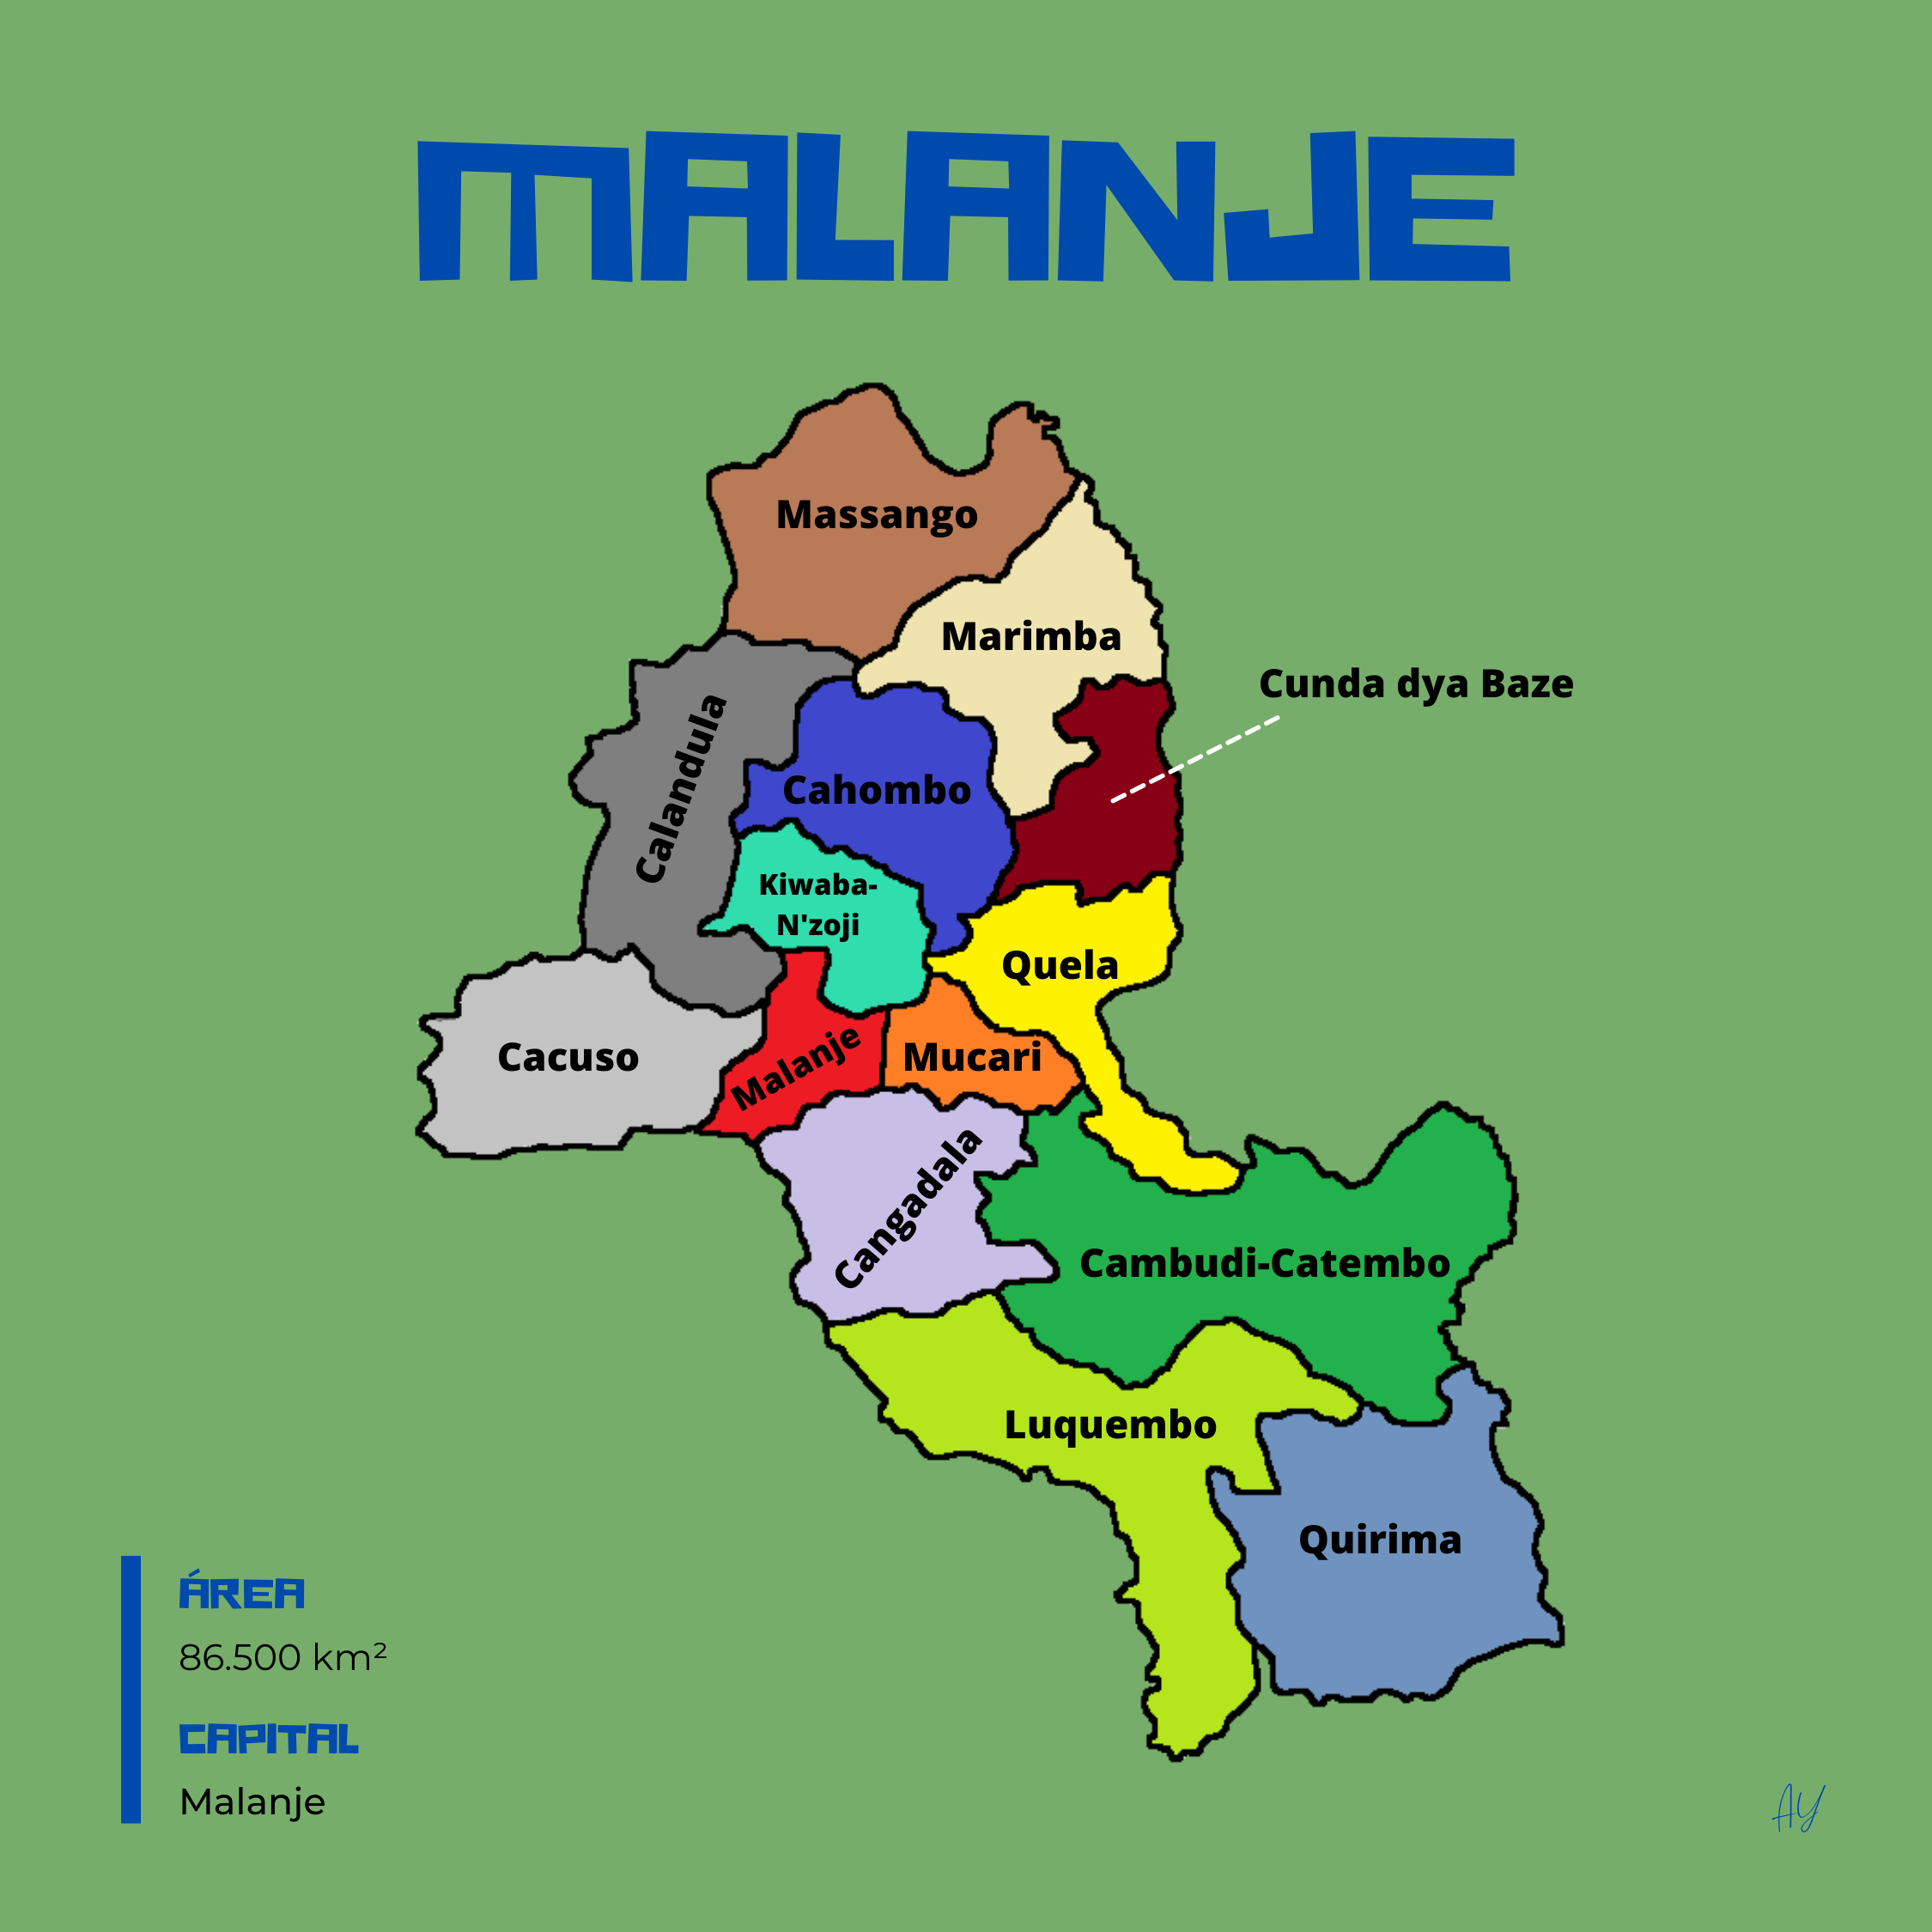 MALANJE
Massango
Marimba
Cunda dya Baze
Calandula
Cahombo
Kiwaba-
N'zoji
Quela
Cacuso
Malanje
Mucari
Cangadala
Cambudi-Catembo
Luquembo
Quirima
ÁREA
86.500 km²
CAPITAL
Malanje
AY